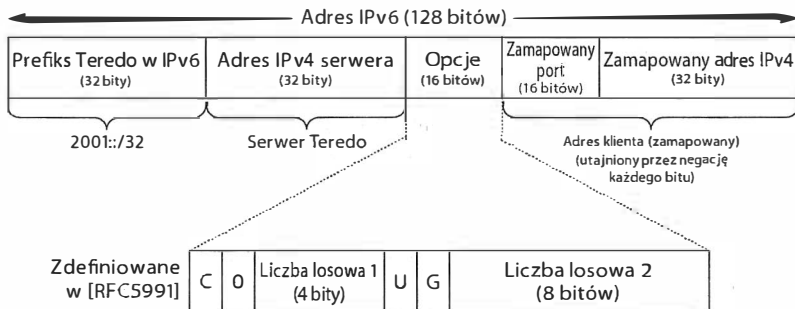 Adres IPv6 (128 bitów)
Prefiks Teredo w IPv6
(32 bity)
Adres IPv4 serwera
(32 bity)
Opcje
(16 bitów)
Zamapowany
port
(16 bitów)
Zamapowany adres IPv4
(32 bity)
2001::/32
Serwer Teredo
Adres klienta (zamapowany)
(utajniony przez negację
każdego bitu)
Zdefiniowane
w [RFC5991]
C
0
Liczba losowa 1
(4 bity)
U
G
Liczba losowa 2
(8 bitów)